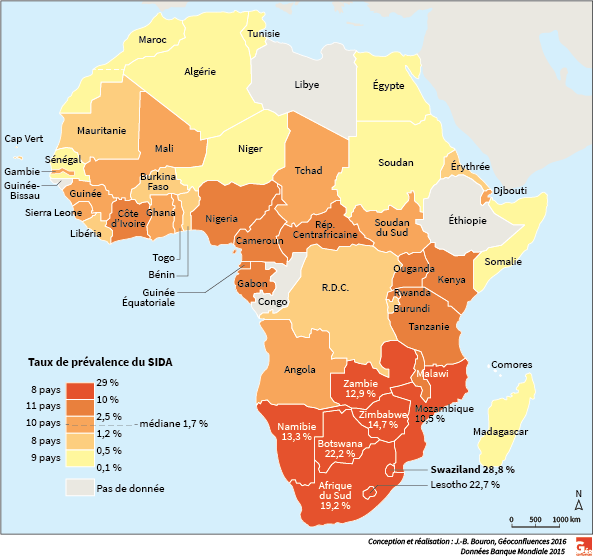 Maroc
Tunisie
Algérie
Libye
Égypte
Cap Vert
Mauritanie
Mali
Niger
Tchad
Soudan
Érythrée
Sénégal
Gambie
Guinée-
Bissau
Guinée
Burkina
Faso
Djibouti
Sierra Leone
Côte
d'Ivoire
Ghana
Nigeria
Rép.
Centrafricaine
Soudan
du Sud
Éthiopie
Libéria
Cameroun
Togo
Bénin
Guinée
Équatoriale
Ouganda
Kenya
Somalie
Gabon
Congo
R.D.C.
Rwanda
Burundi
Tanzanie
Taux de prévalence du SIDA
8 pays
11 pays
10 pays
8 pays
9 pays
29 %
10 %
2,5 %
1,2 %
0,5 %
0,1 %
médiane 1,7 %
Pas de donnée
Angola
Zambie
12,9 %
Malawi
Comores
Mozambique
10,5 %
Zimbabwe
14,7 %
Namibie
13,3 %
Botswana
22,2 %
Madagascar
Swaziland 28,8 %
Lesotho 22,7 %
Afrique
du Sud
19,2 %
N
0 500 1000 km
Conception et réalisation : J.-B. Bouron, Géoconfluences 2016
Données Banque Mondiale 2015